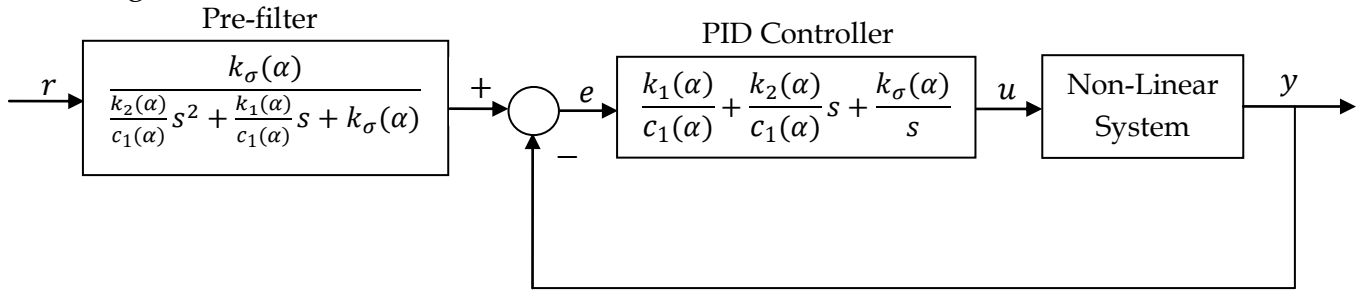 Pre-filter
PID Controller
r
k_σ(α) / (k_2(α)/c_1(α) s^2 + k_1(α)/c_1(α) s + k_σ(α))
+
−
e
k_1(α)/c_1(α) + k_2(α)/c_1(α) s + k_σ(α)/s
u
Non-Linear
System
y